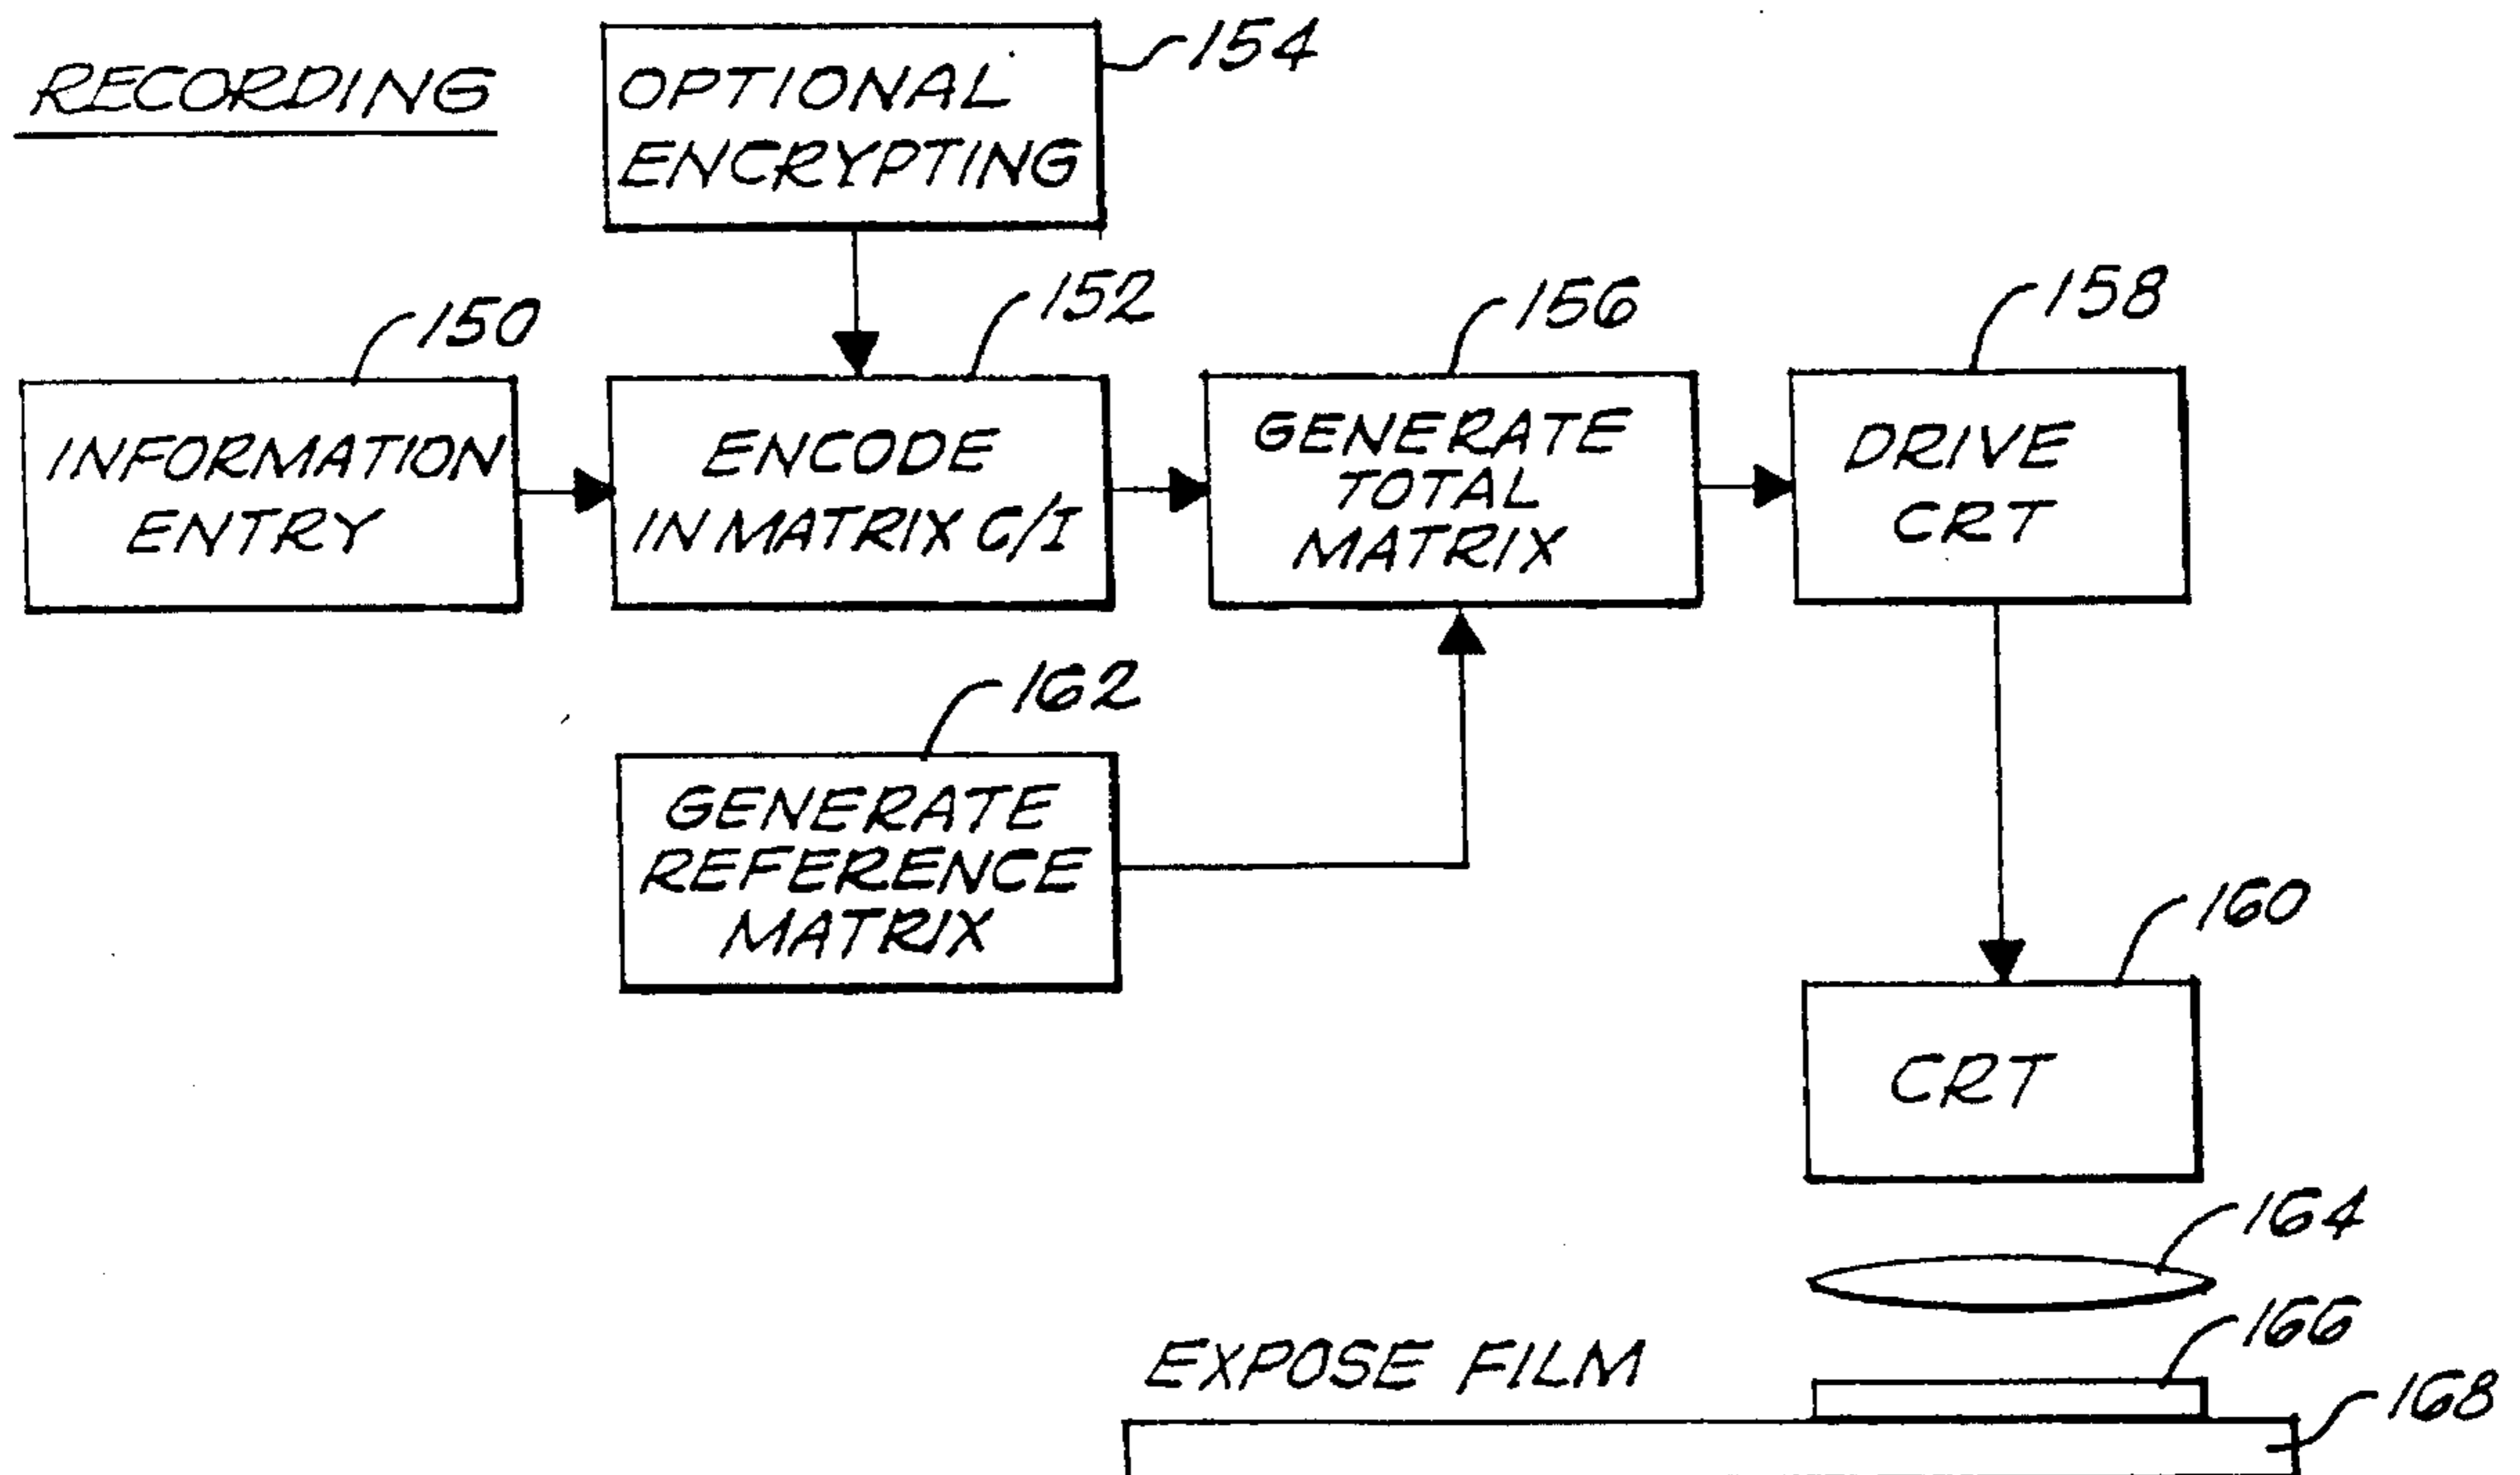 RECORDING
OPTIONAL
ENCRYPTING
154
150
INFORMATION
ENTRY
152
ENCODE
IN MATRIX C/I
156
GENERATE
TOTAL
MATRIX
158
DRIVE
CRT
162
GENERATE
REFERENCE
MATRIX
160
CRT
164
166
EXPOSE FILM
168